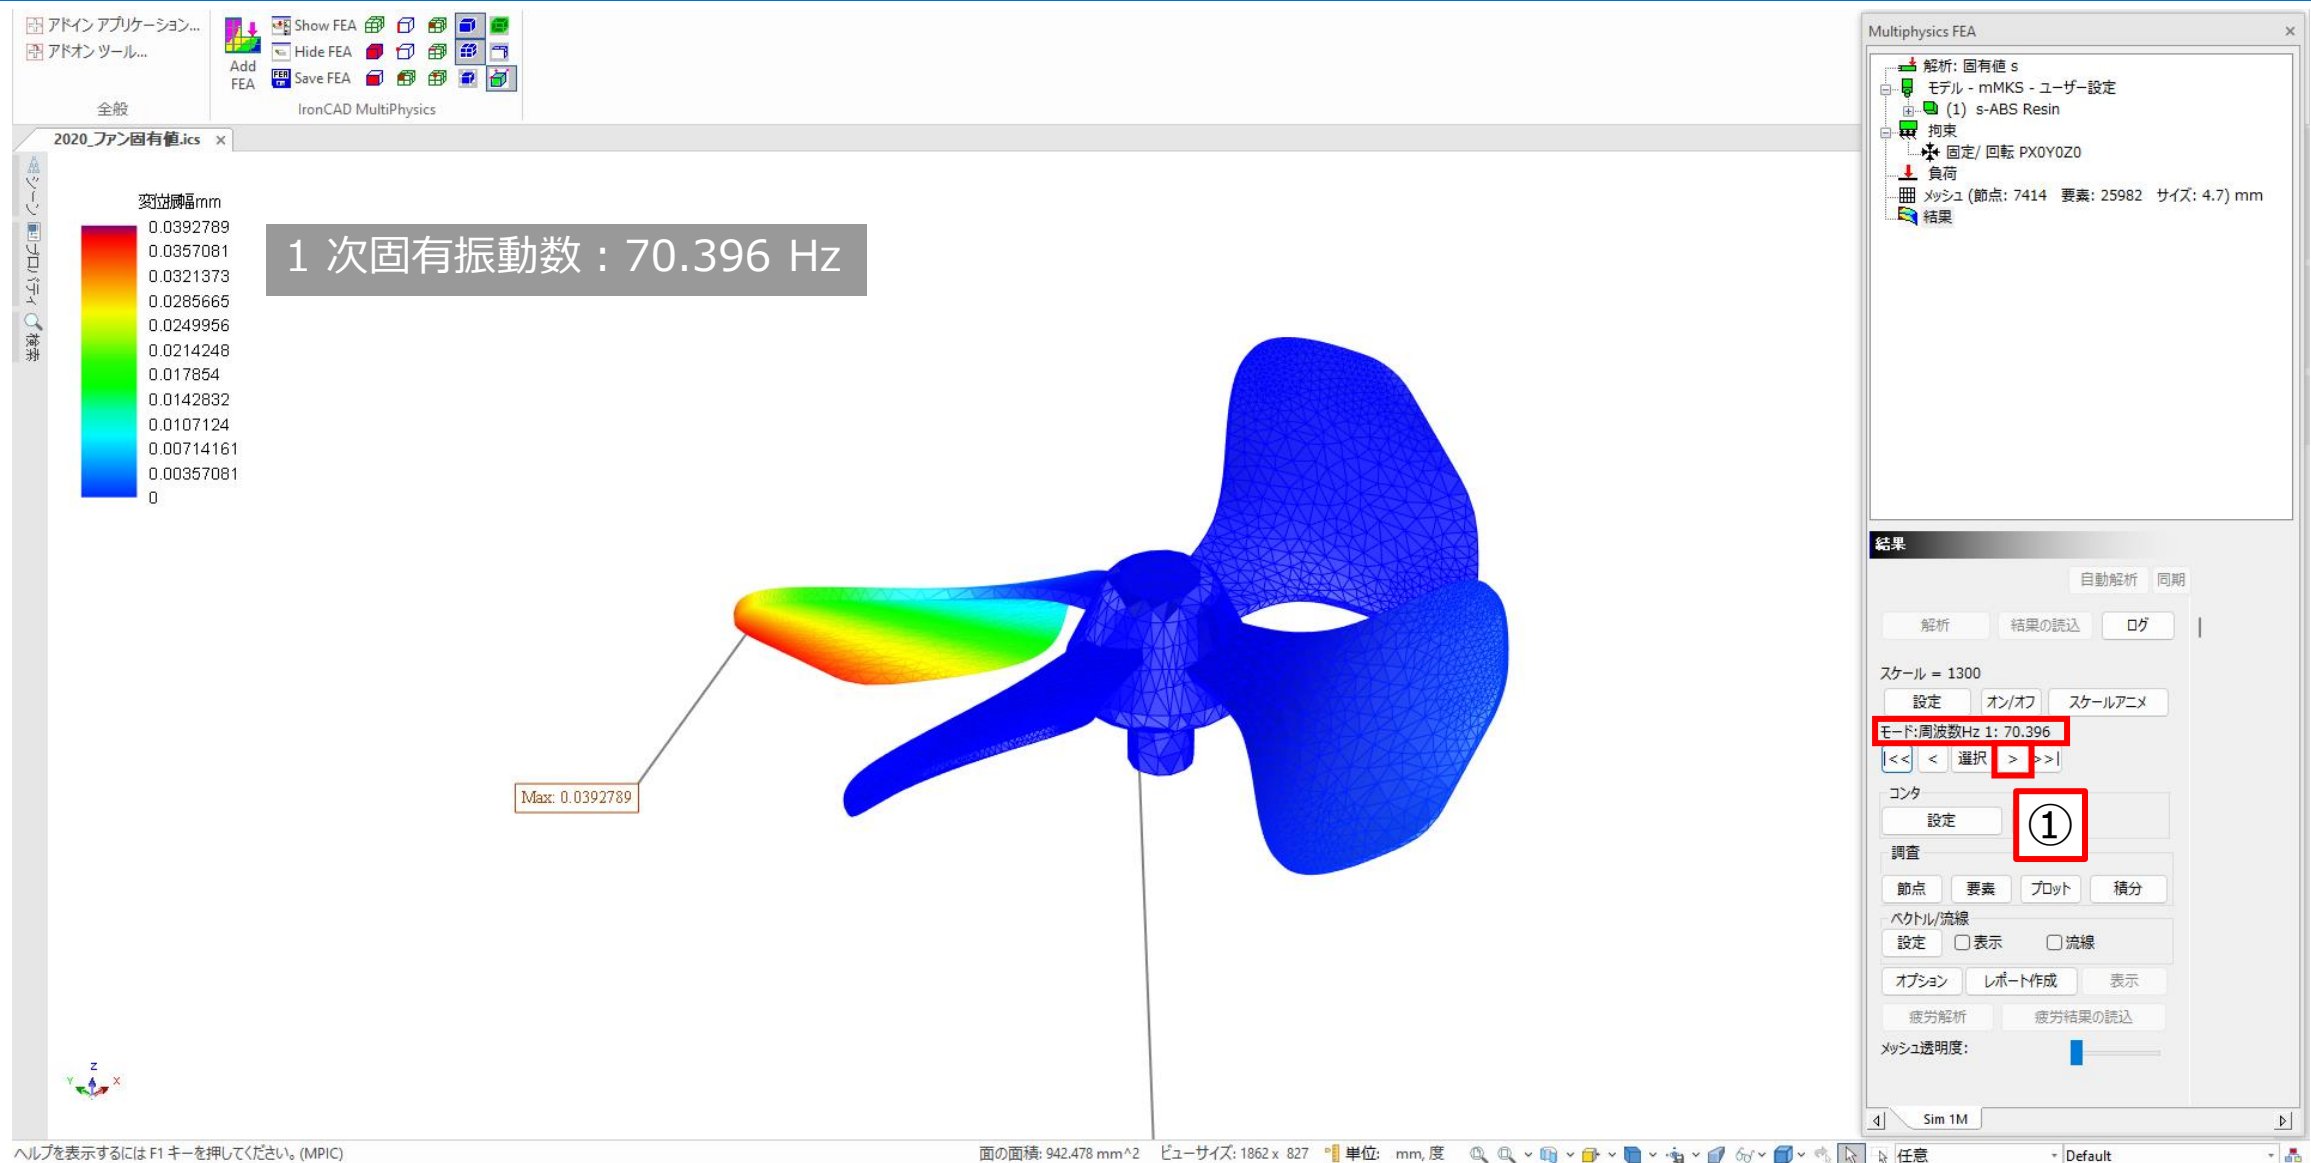 アドイン アプリケーション...
アドオン ツール...
全般
Add
FEA
Show FEA
Hide FEA
Save FEA
IronCAD MultiPhysics
2020_ファン固有値.ics ×
シーン
プロパティ
検索
変位振幅mm
0.0392789
0.0357081
0.0321373
0.0285665
0.0249956
0.0214248
0.017854
0.0142832
0.0107124
0.00714161
0.00357081
0
1 次固有振動数：70.396 Hz
Max: 0.0392789
Z
Y
X
Multiphysics FEA ×
解析: 固有値 s
モデル - mMKS - ユーザー設定
(1) s-ABS Resin
拘束
固定/ 回転 PX0Y0Z0
負荷
メッシュ (節点: 7414 要素: 25982 サイズ: 4.7) mm
結果
結果
自動解析 同期
解析 結果の読込 ログ
スケール = 1300
設定 オン/オフ スケールアニメ
モード:周波数Hz 1: 70.396
|<< < 選択 > >>|
コンタ
設定
①
調査
節点 要素 プロット 積分
ベクトル/流線
設定 表示 流線
オプション レポート作成 表示
疲労解析 疲労結果の読込
メッシュ透明度:
Sim 1M
ヘルプを表示するには F1 キーを押してください。(MPIC)
面の面積: 942.478 mm^2 ビューサイズ: 1862 x 827 単位: mm, 度 任意 Default